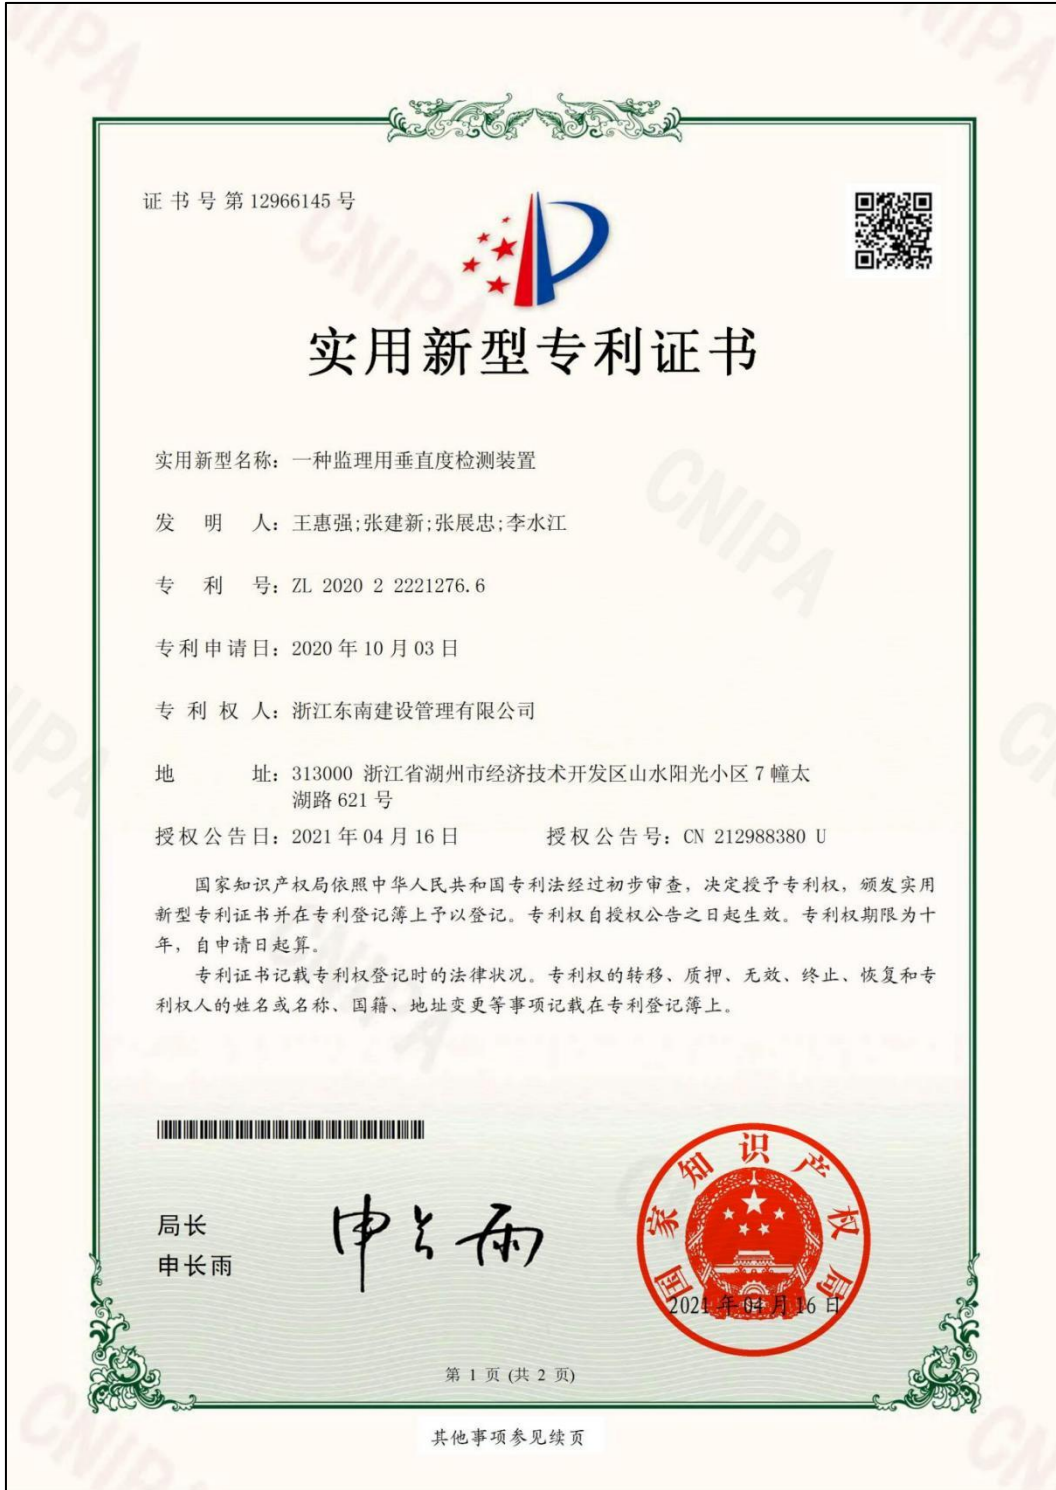 证书号第12966145号
实用新型专利证书
实用新型名称：一种监理用垂直度检测装置
发明人：王惠强;张建新;张展忠;李水江
专利号：ZL 2020 2 2221276.6
专利申请日：2020年10月03日
专利权人：浙江东南建设管理有限公司
地址：313000 浙江省湖州市经济技术开发区山水阳光小区7幢太
湖路621号
授权公告日：2021年04月16日 授权公告号：CN 212988380 U
国家知识产权局依照中华人民共和国专利法经过初步审查，决定授予专利权，颁发实用
新型专利证书并在专利登记簿上予以登记。专利权自授权公告之日起生效。专利权期限为十
年，自申请日起算。
专利证书记载专利权登记时的法律状况。专利权的转移、质押、无效、终止、恢复和专
利权人的姓名或名称、国籍、地址变更等事项记载在专利登记簿上。
局长
申长雨
申长雨
国家知识产权局
2021年04月16日
第1页(共2页)
其他事项参见续页
CNIPA
CNIPA
CNIPA
CNIPA
CNIPA